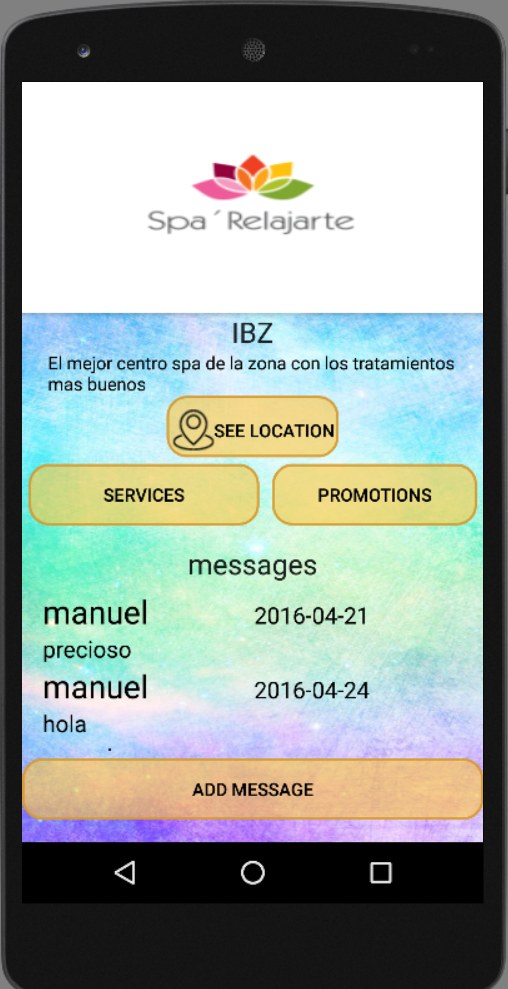 Spa´Relajarte
IBZ
El mejor centro spa de la zona con los tratamientos
mas buenos
SEE LOCATION
SERVICES
PROMOTIONS
messages
manuel
2016-04-21
precioso
manuel
2016-04-24
hola
ADD MESSAGE